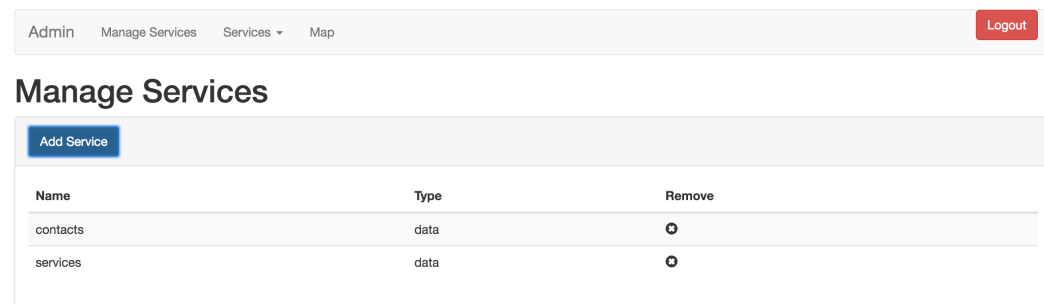 Admin Manage Services Services Map Logout
Manage Services
Add Service
Name Type Remove
contacts data
services data